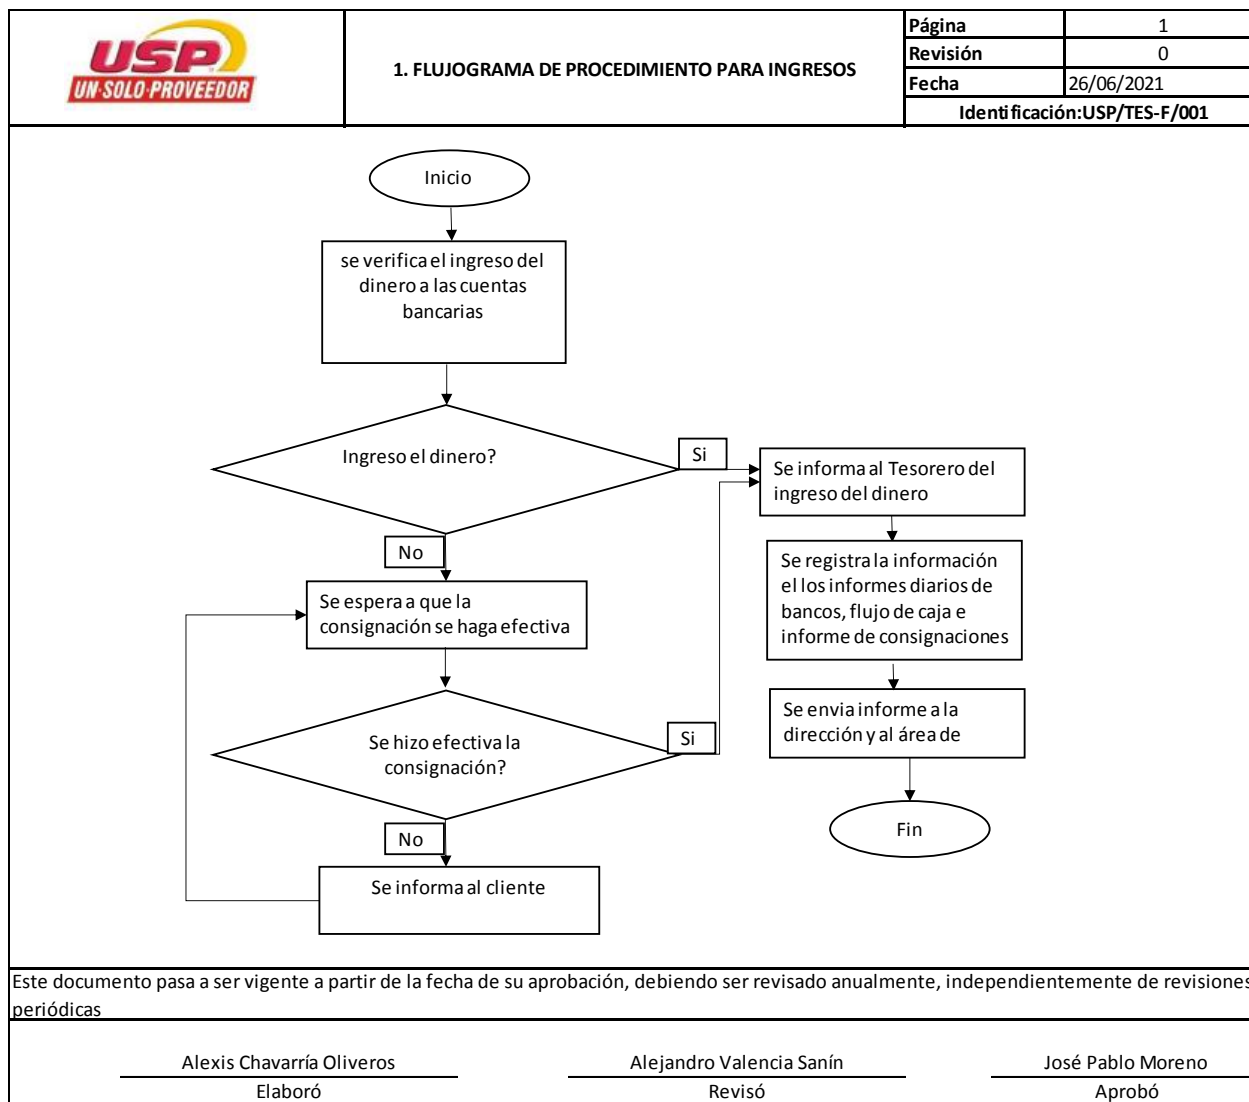 USP
UN·SOLO·PROVEEDOR
1. FLUJOGRAMA DE PROCEDIMIENTO PARA INGRESOS
Página 1
Revisión 0
Fecha 26/06/2021
Identificación:USP/TES-F/001
Inicio
se verifica el ingreso del
dinero a las cuentas
bancarias
Ingreso el dinero?
Si
Se informa al Tesorero del
ingreso del dinero
No
Se registra la información
el los informes diarios de
bancos, flujo de caja e
informe de consignaciones
Se espera a que la
consignación se haga efectiva
Se envia informe a la
dirección y al área de
Se hizo efectiva la
consignación?
Si
Fin
No
Se informa al cliente
Este documento pasa a ser vigente a partir de la fecha de su aprobación, debiendo ser revisado anualmente, independientemente de revisiones
periódicas
Alexis Chavarría Oliveros
Elaboró
Alejandro Valencia Sanín
Revisó
José Pablo Moreno
Aprobó